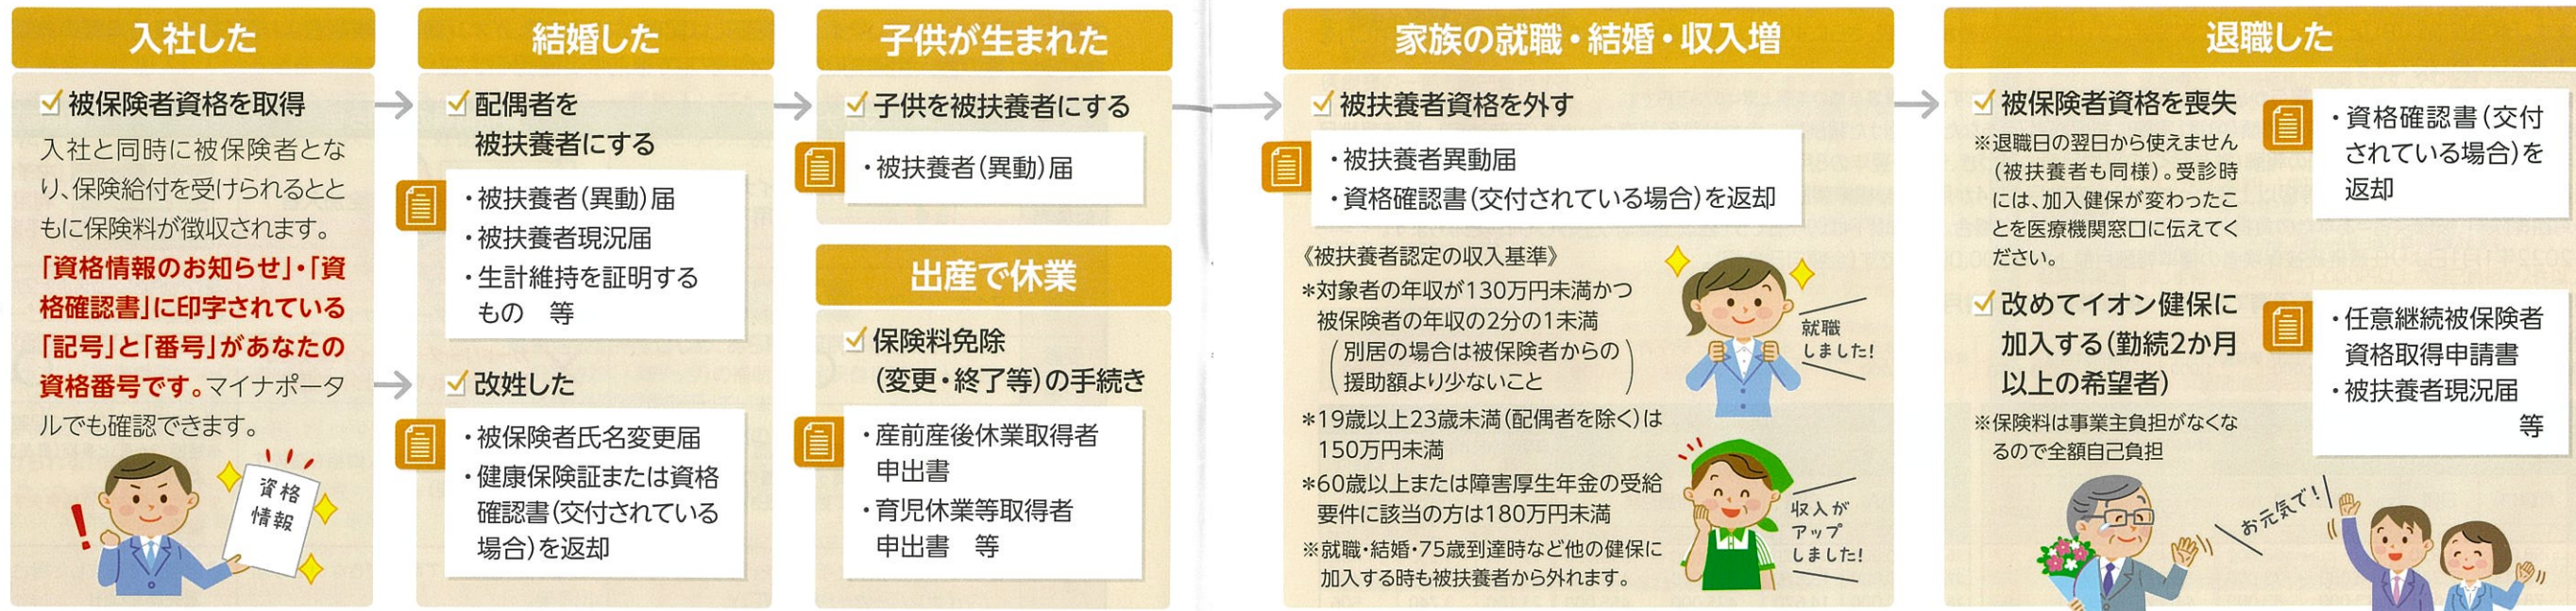 入社した
被保険者資格を取得
入社と同時に被保険者とな
り、保険給付を受けられるとと
もに保険料が徴収されます。
「資格情報のお知らせ」・「資
格確認書」に印字されている
「記号」と「番号」があなたの
資格番号です。マイナポータ
ルでも確認できます。
資格
情報
結婚した
配偶者を
被扶養者にする
・被扶養者(異動)届
・被扶養者現況届
・生計維持を証明する
もの 等
改姓した
・被保険者氏名変更届
・健康保険証または資格
確認書(交付されている
場合)を返却
子供が生まれた
子供を被扶養者にする
・被扶養者(異動)届
出産で休業
保険料免除
(変更・終了等)の手続き
・産前産後休業取得者
申出書
・育児休業等取得者
申出書 等
家族の就職・結婚・収入増
被扶養者資格を外す
・被扶養者異動届
・資格確認書(交付されている場合)を返却
《被扶養者認定の収入基準》
*対象者の年収が130万円未満かつ
被保険者の年収の2分の1未満
(別居の場合は被保険者からの
援助額より少ないこと)
*19歳以上23歳未満(配偶者を除く)は
150万円未満
*60歳以上または障害厚生年金の受給
要件に該当の方は180万円未満
※就職・結婚・75歳到達時など他の健保に
加入する時も被扶養者から外れます。
就職
しました!
収入が
アップ
しました!
退職した
被保険者資格を喪失
※退職日の翌日から使えません
(被扶養者も同様)。受診時
には、加入健保が変わったこ
とを医療機関窓口に伝えてく
ださい。
・資格確認書(交付
されている場合)を
返却
改めてイオン健保に
加入する(勤続2か月
以上の希望者)
※保険料は事業主負担がなくな
るので全額自己負担
・任意継続被保険者
資格取得申請書
・被扶養者現況届
等
お元気で!